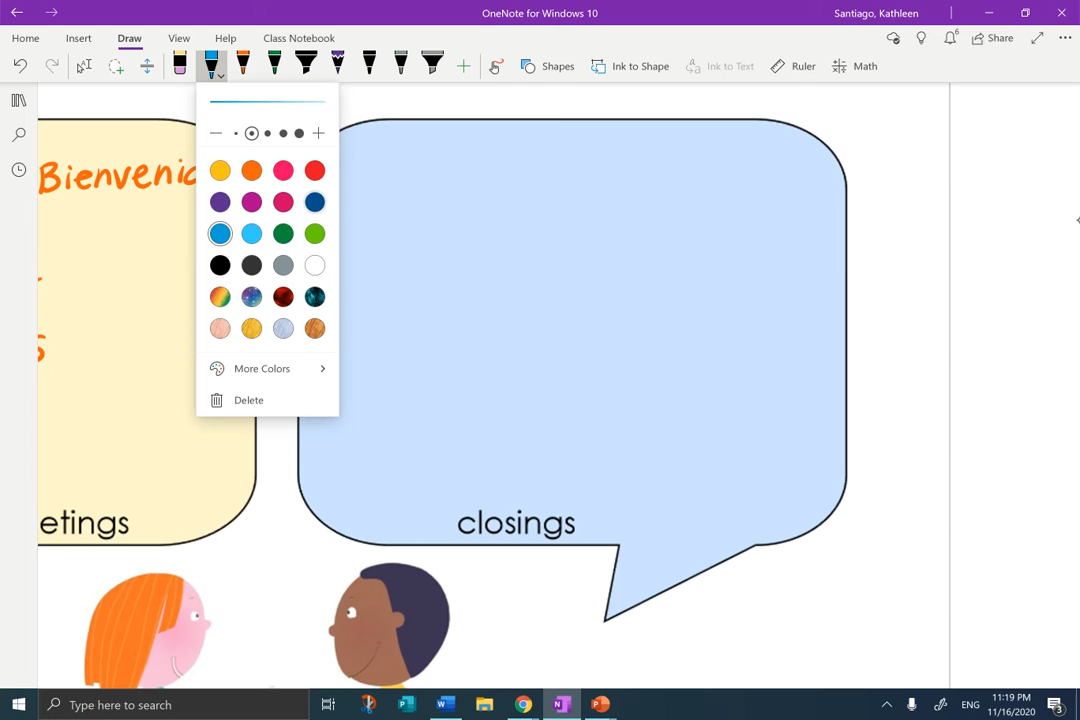 OneNote for Windows 10
Santiago, Kathleen
Home
Insert
Draw
View
Help
Class Notebook
6
Share
Shapes
Ink to Shape
Ink to Text
Ruler
Math
More Colors
Delete
etings
closings
Type here to search
ENG
11:19 PM
11/16/2020
3